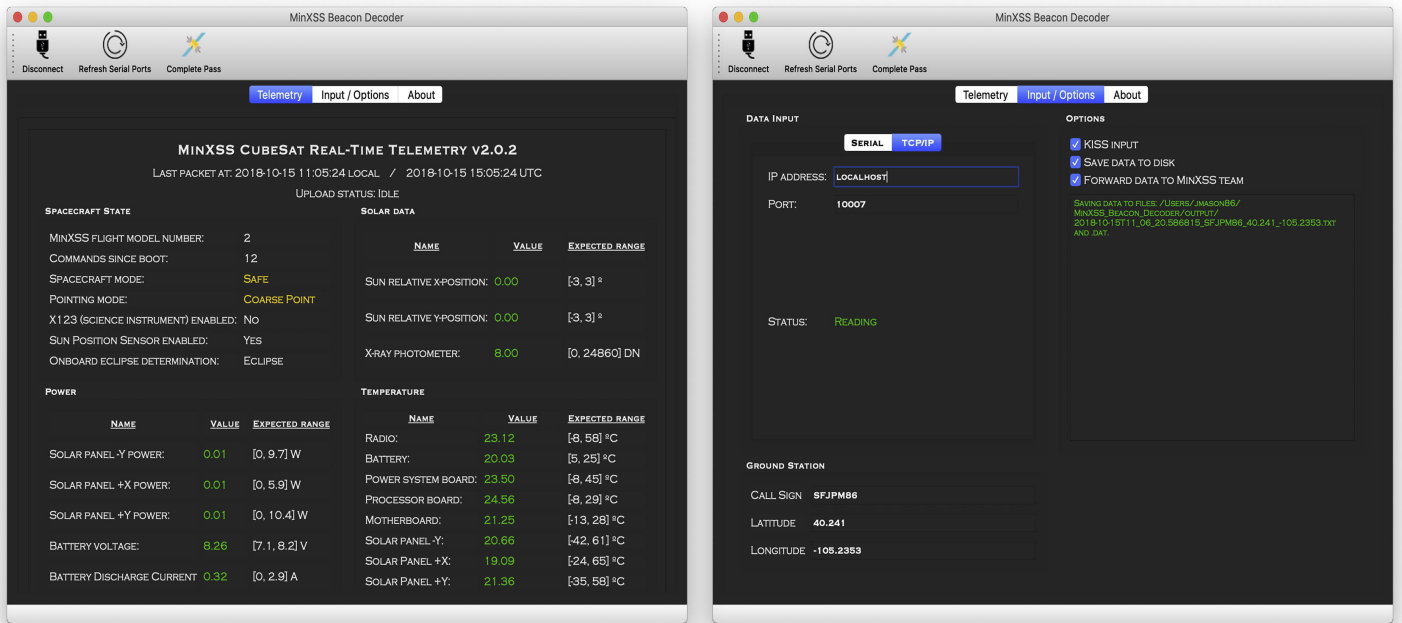 MinXSS Beacon Decoder
Disconnect Refresh Serial Ports Complete Pass
Telemetry Input / Options About
MinXSS CubeSat Real-Time Telemetry v2.0.2
Last packet at: 2018-10-15 11:05:24 local / 2018-10-15 15:05:24 UTC
Upload status: Idle
Spacecraft State
MinXSS flight model number: 2
Commands since boot: 12
Spacecraft mode: Safe
Pointing mode: Coarse Point
X123 (science instrument) enabled: No
Sun Position Sensor enabled: Yes
Onboard eclipse determination: Eclipse
Solar data
Name Value Expected range
Sun relative X-position: 0.00 [-3, 3] º
Sun relative Y-position: 0.00 [-3, 3] º
X-ray photometer: 8.00 [0, 24860] DN
Power
Name Value Expected range
Solar panel -Y power: 0.01 [0, 9.7] W
Solar panel +X power: 0.01 [0, 5.9] W
Solar panel +Y power: 0.01 [0, 10.4] W
Battery voltage: 8.26 [7.1, 8.2] V
Battery Discharge Current 0.32 [0, 2.9] A
Temperature
Name Value Expected range
Radio: 23.12 [-8, 58] ºC
Battery: 20.03 [5, 25] ºC
Power system board: 23.50 [-8, 45] ºC
Processor board: 24.56 [-8, 29] ºC
Motherboard: 21.25 [-13, 28] ºC
Solar panel -Y: 20.66 [-42, 61] ºC
Solar Panel +X: 19.09 [-24, 65] ºC
Solar Panel +Y: 21.36 [-35, 58] ºC
MinXSS Beacon Decoder
Disconnect Refresh Serial Ports Complete Pass
Telemetry Input / Options About
Data Input
Serial TCP/IP
IP address: localhost
Port: 10007
Status: Reading
Options
KISS input
Save data to disk
Forward data to MinXSS team
Saving data to files: /Users/jmason86/
MinXSS_Beacon_Decoder/output/
2018-10-15T11_06_20.586815_SFJPM86_40.241_-105.2353.txt
and .dat.
Ground Station
Call Sign SFJPM86
Latitude 40.241
Longitude -105.2353